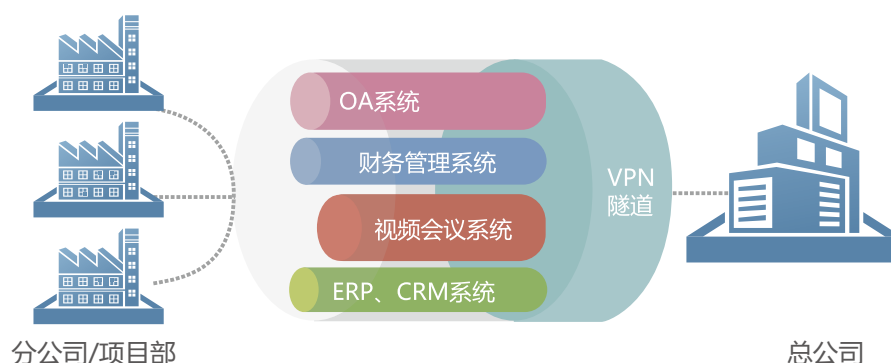 OA系统
财务管理系统
视频会议系统
ERP、CRM系统
VPN
隧道
分公司/项目部
总公司